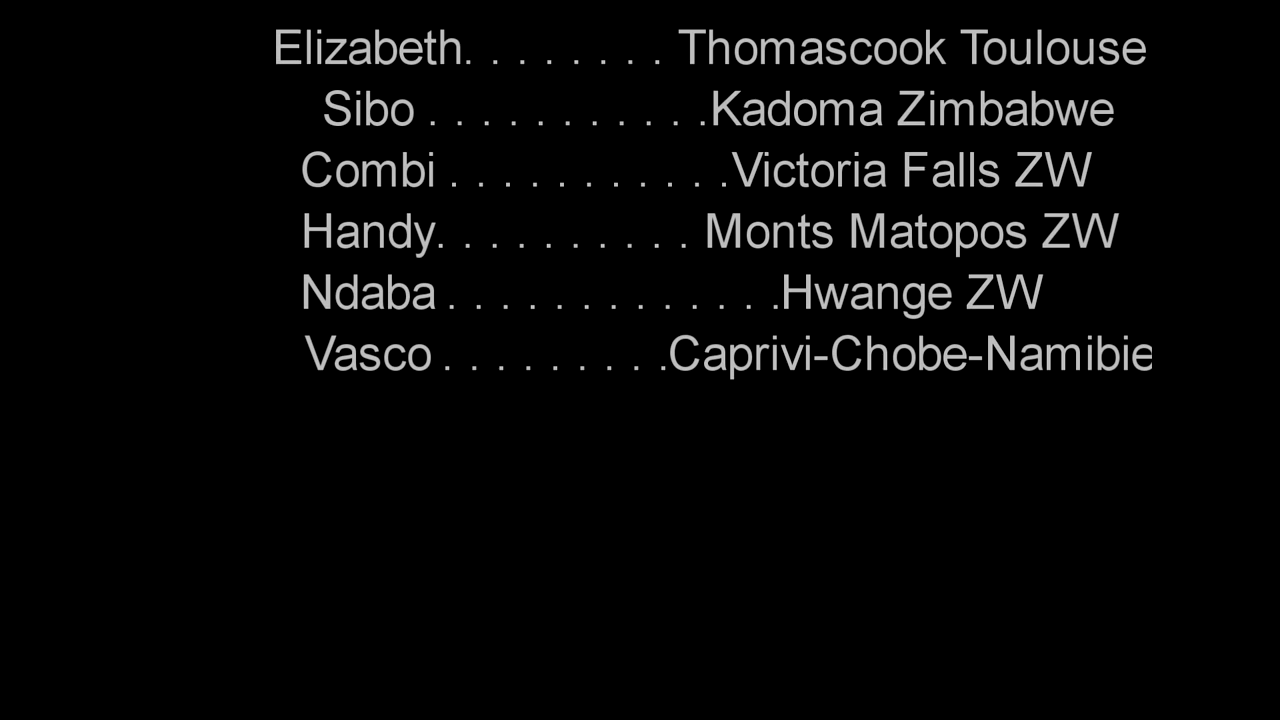 Elizabeth. . . . . . . . Thomascook Toulouse
Sibo . . . . . . . . . . .Kadoma Zimbabwe
Combi . . . . . . . . . . .Victoria Falls ZW
Handy. . . . . . . . . . Monts Matopos ZW
Ndaba . . . . . . . . . . . . .Hwange ZW
Vasco . . . . . . . . .Caprivi-Chobe-Namibie